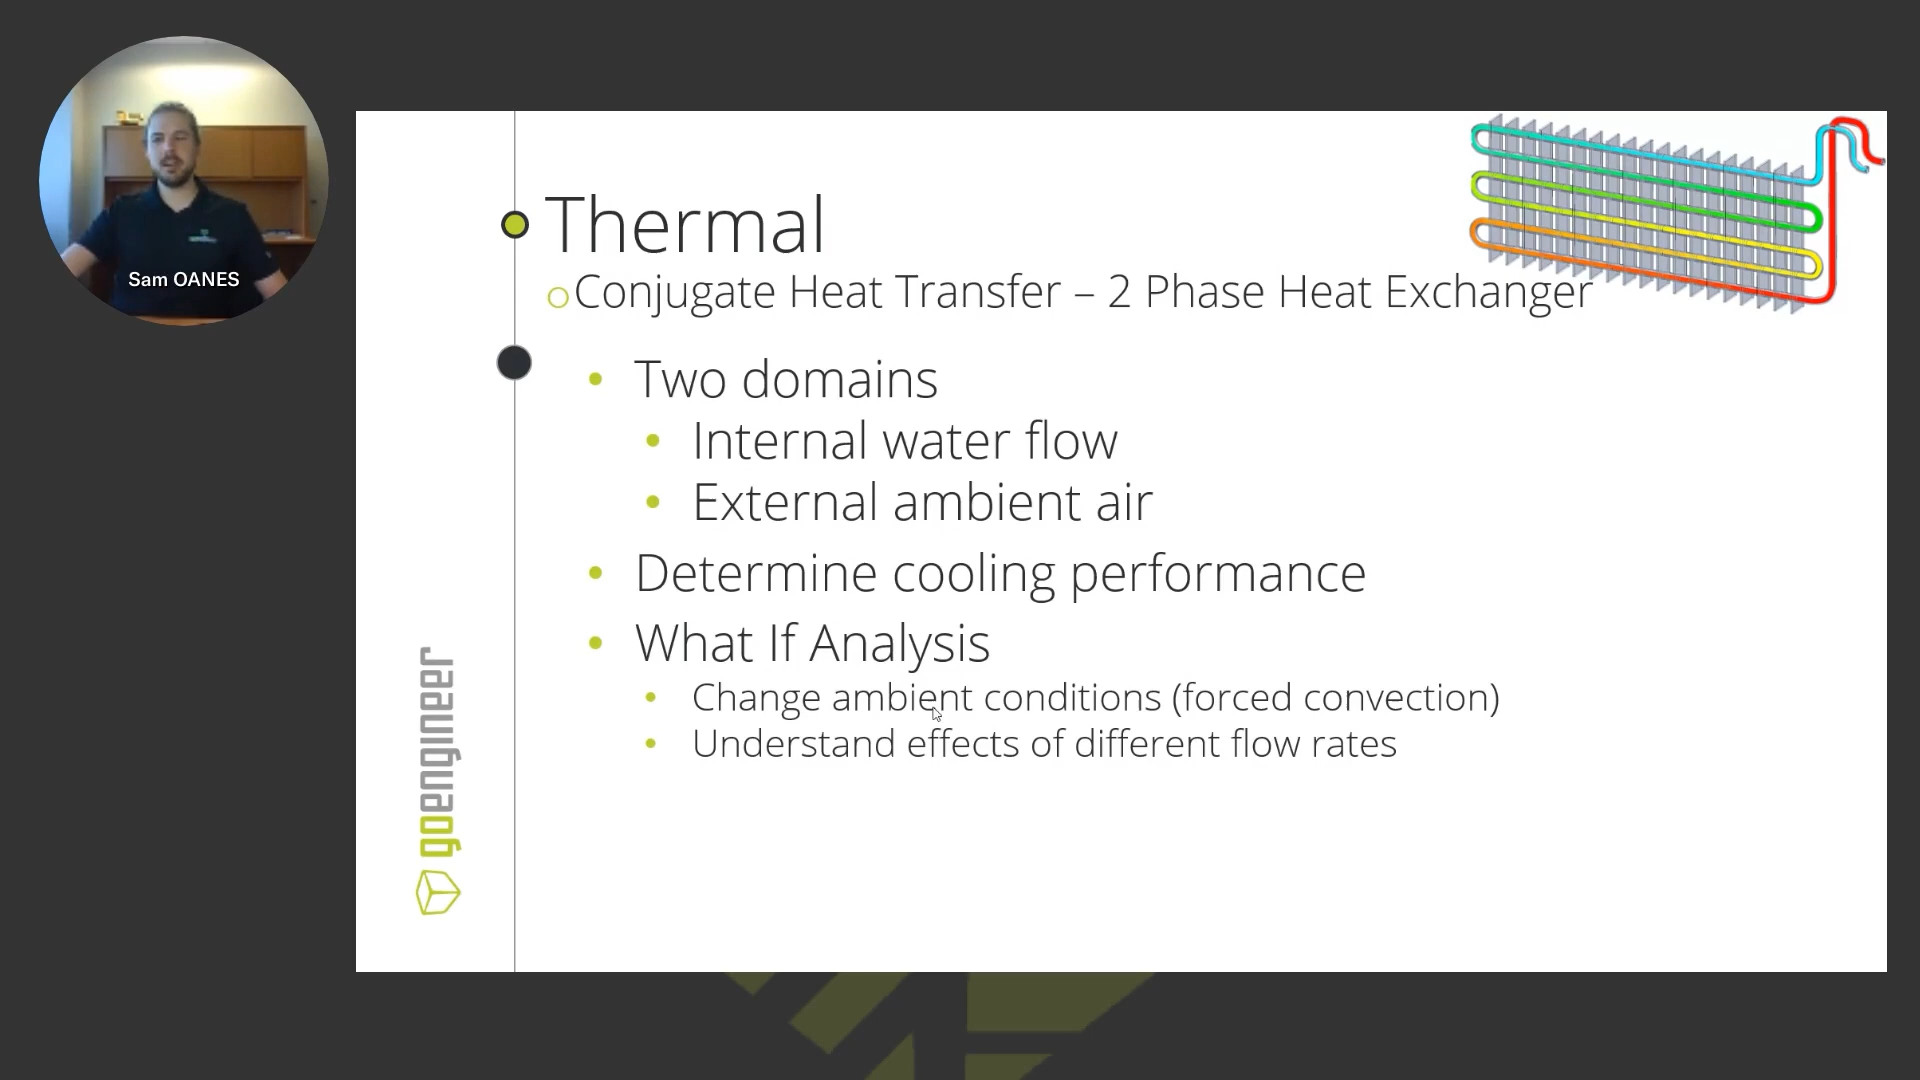 Sam OANES
Thermal
Conjugate Heat Transfer – 2 Phase Heat Exchanger
Two domains
Internal water flow
External ambient air
Determine cooling performance
What If Analysis
Change ambient conditions (forced convection)
Understand effects of different flow rates
goengineer